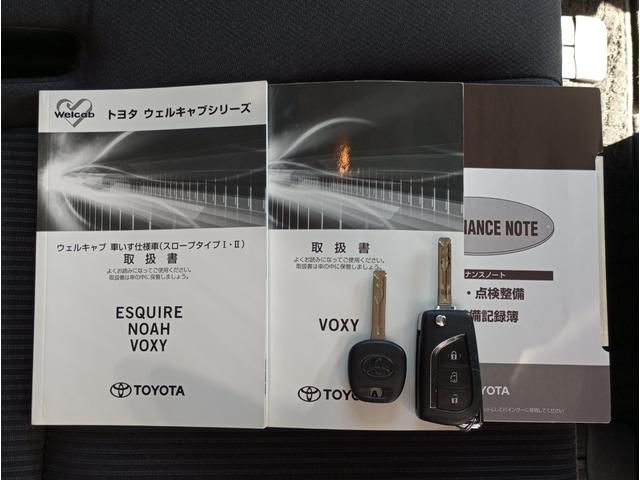 Welcab
トヨタ ウェルキャブシリーズ
ウェルキャブ 車いす仕様車(スロープタイプⅠ・Ⅱ)
取 扱 書
よくお読みになってご使用ください。
取扱書は車の中に保管しましょう。
ESQUIRE
NOAH
VOXY
TOYOTA
取 扱 書
よくお読みになってご使用ください。
取扱書は車の中に保管しましょう。
VOXY
TOYOTA
NANCE NOTE
ナンスノート
・点検整備
備記録簿
YOTA